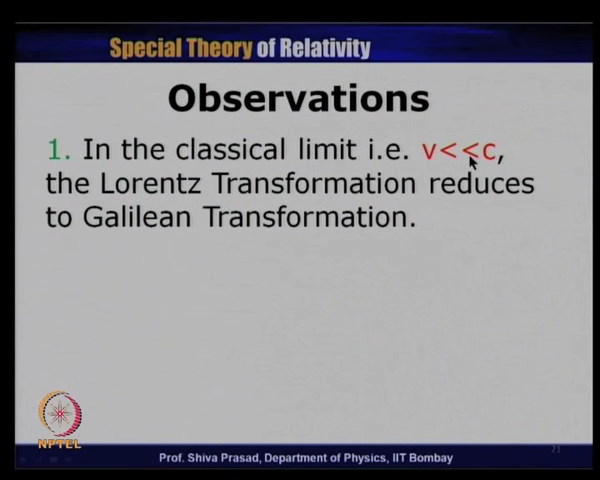 Special Theory of Relativity
Observations
1. In the classical limit i.e. v<<c,
the Lorentz Transformation reduces
to Galilean Transformation.
NPTEL
Prof. Shiva Prasad, Department of Physics, IIT Bombay
21